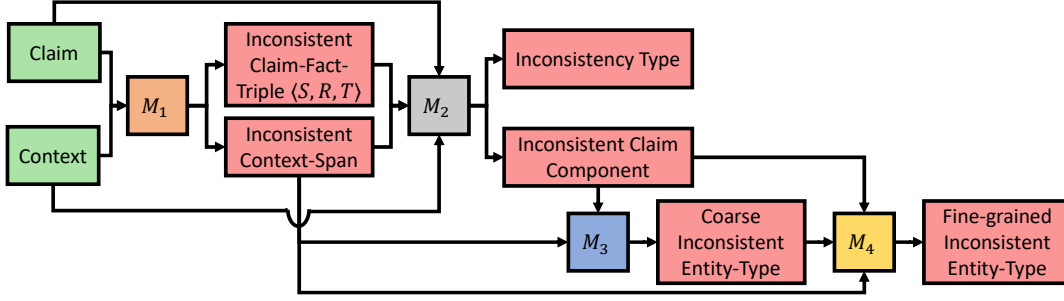 Claim
Context
M₁
Inconsistent
Claim-Fact-
Triple ⟨S, R, T⟩
Inconsistent
Context-Span
M₂
Inconsistency Type
Inconsistent Claim
Component
M₃
Coarse
Inconsistent
Entity-Type
M₄
Fine-grained
Inconsistent
Entity-Type